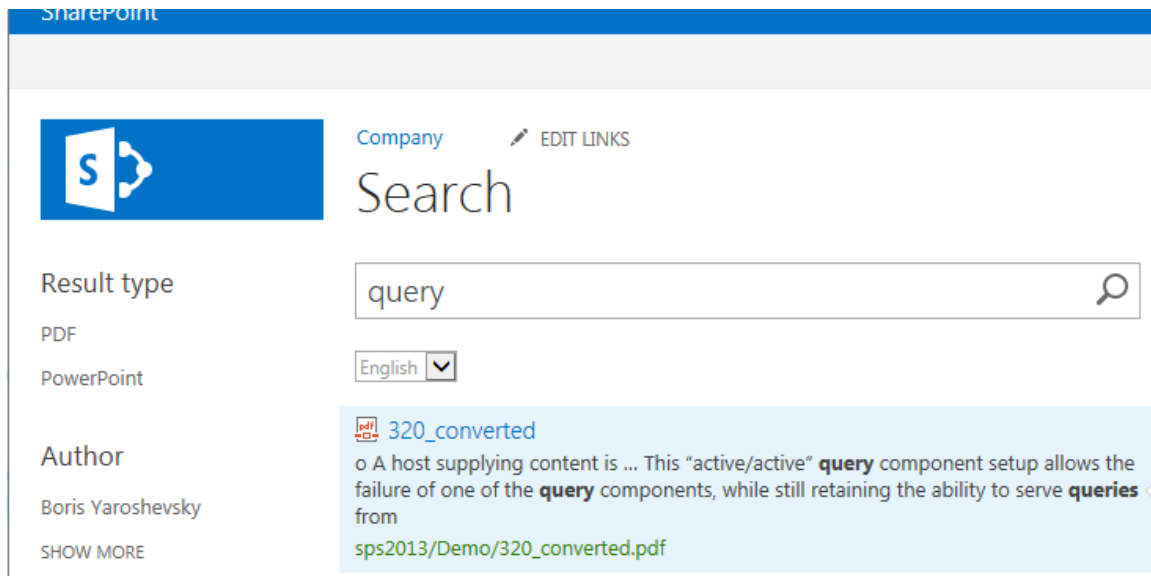 SharePoint
S
Company EDIT LINKS
Search
Result type
PDF
PowerPoint
Author
Boris Yaroshevsky
SHOW MORE
query
English
pdf 320_converted
o A host supplying content is ... This “active/active” query component setup allows the
failure of one of the query components, while still retaining the ability to serve queries
from
sps2013/Demo/320_converted.pdf